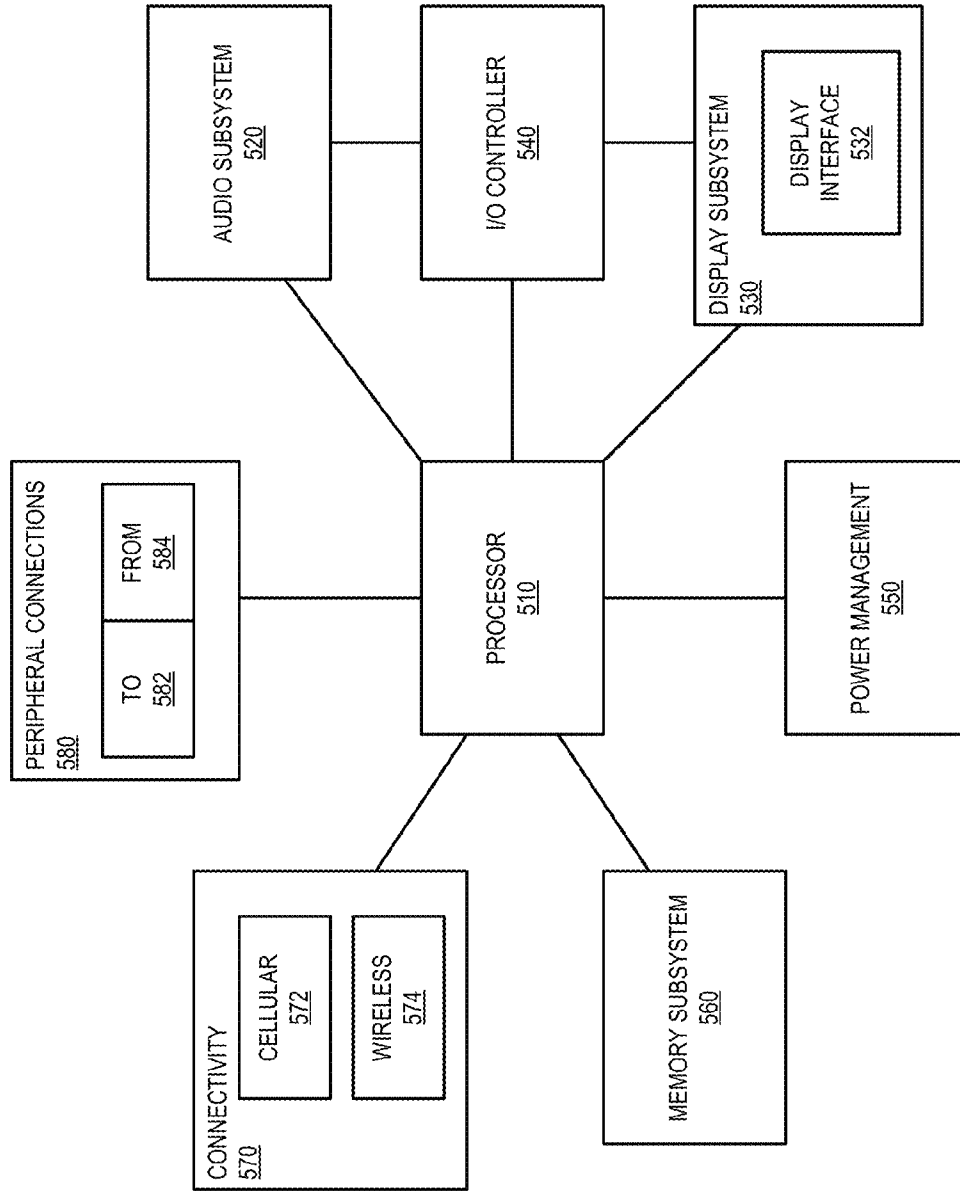 PERIPHERAL CONNECTIONS
580
TO
582
FROM
584
CONNECTIVITY
570
CELLULAR
572
WIRELESS
574
AUDIO SUBSYSTEM
520
PROCESSOR
510
I/O CONTROLLER
540
MEMORY SUBSYSTEM
560
DISPLAY SUBSYSTEM
530
DISPLAY
INTERFACE
532
POWER MANAGEMENT
550